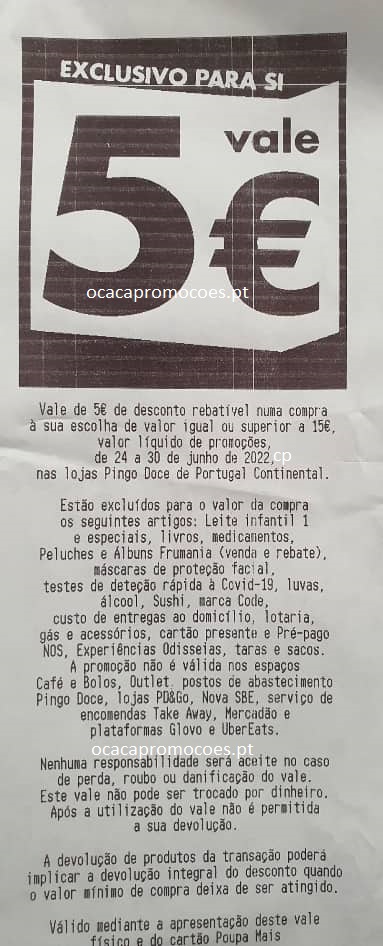 EXCLUSIVO PARA SI
5€ vale
ocacapromocoes.pt
Vale de 5€ de desconto rebatível numa compra
à sua escolha de valor igual ou superior a 15€,
valor líquido de promoções,
de 24 a 30 de junho de 2022, cp
nas lojas Pingo Doce de Portugal Continental.
Estão excluídos para o valor da compra
os seguintes artigos: Leite infantil 1
e especiais, livros, medicamentos,
Peluches e Álbuns Frumania (venda e rebate),
máscaras de proteção facial,
testes de deteção rápida à Covid-19, luvas,
álcool, Sushi, marca Code,
custo de entregas ao domicílio, lotaria,
gás e acessórios, cartão presente e Pré-pago
NOS, Experiências Odisseias, taras e sacos.
A promoção não é válida nos espaços
Café e Bolos, Outlet, postos de abastecimento
Pingo Doce, lojas PD&Go, Nova SBE, serviço de
encomendas Take Away, Mercadão e
plataformas Glovo e UberEats.
ocacapromocoes.pt
Nenhuma responsabilidade será aceite no caso
de perda, roubo ou danificação do vale.
Este vale não pode ser trocado por dinheiro.
Após a utilização do vale não é permitida
a sua devolução.
A devolução de produtos da transação poderá
implicar a devolução integral do desconto quando
o valor mínimo de compra deixa de ser atingido.
Válido mediante a apresentação deste vale
físico e do cartão Poupa Mais